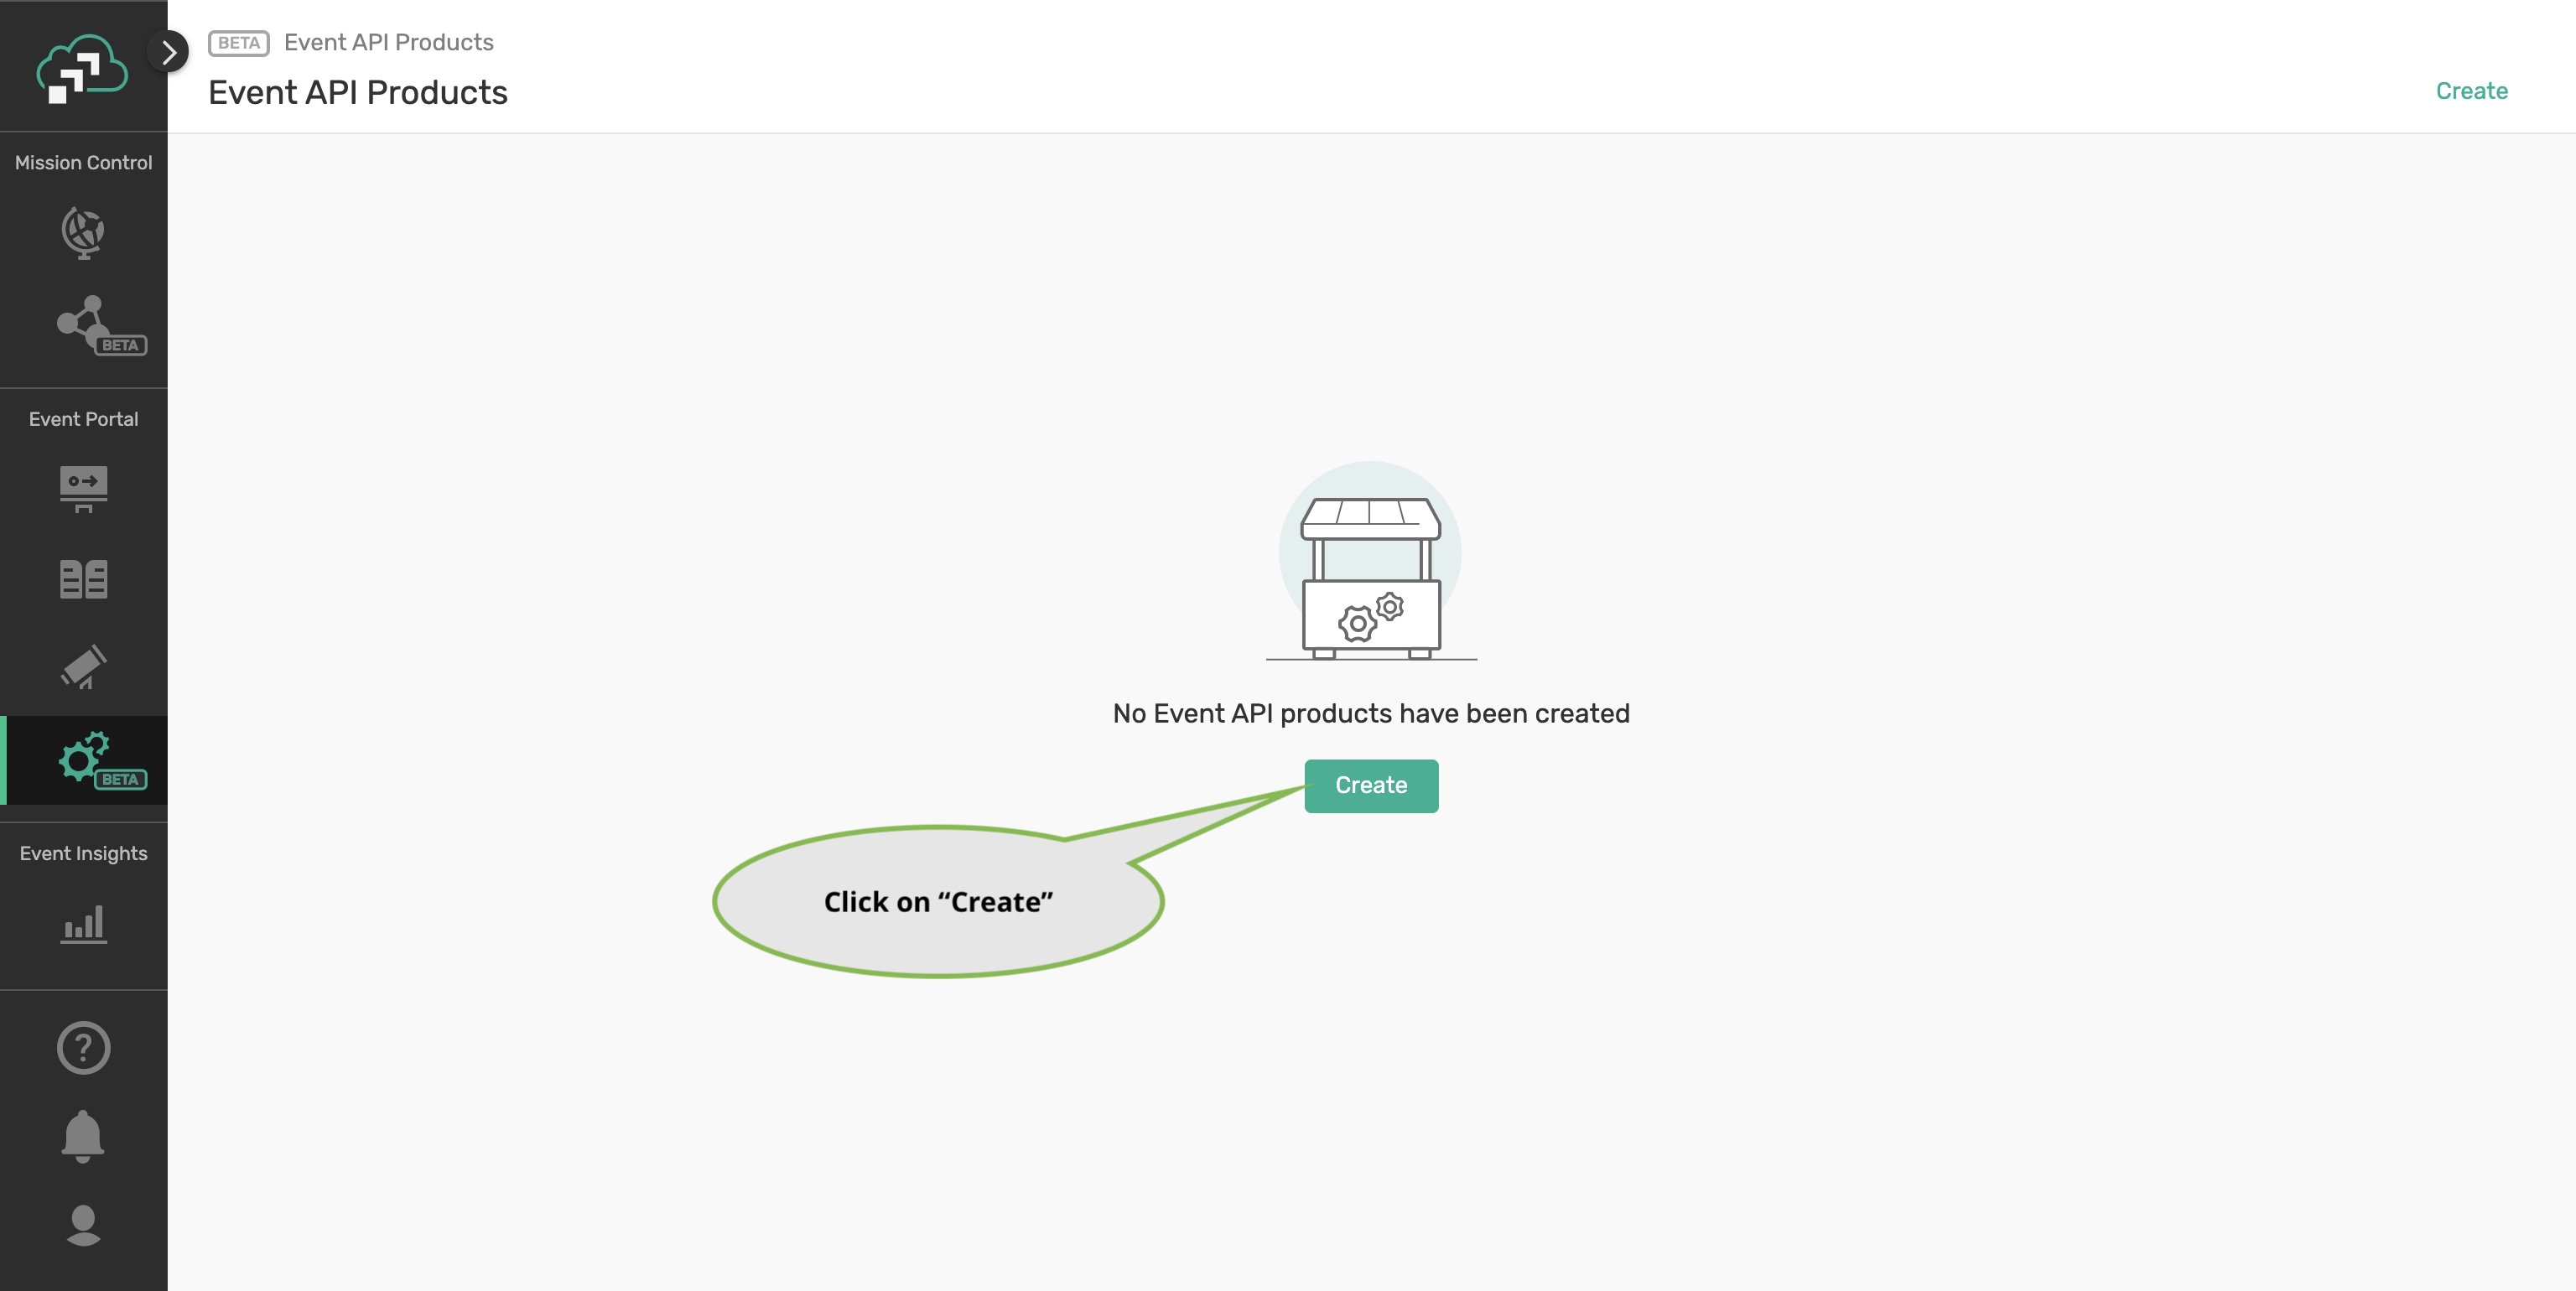 BETA Event API Products
Event API Products
Create
Mission Control
BETA
Event Portal
BETA
Event Insights
?
No Event API products have been created
Create
Click on “Create”